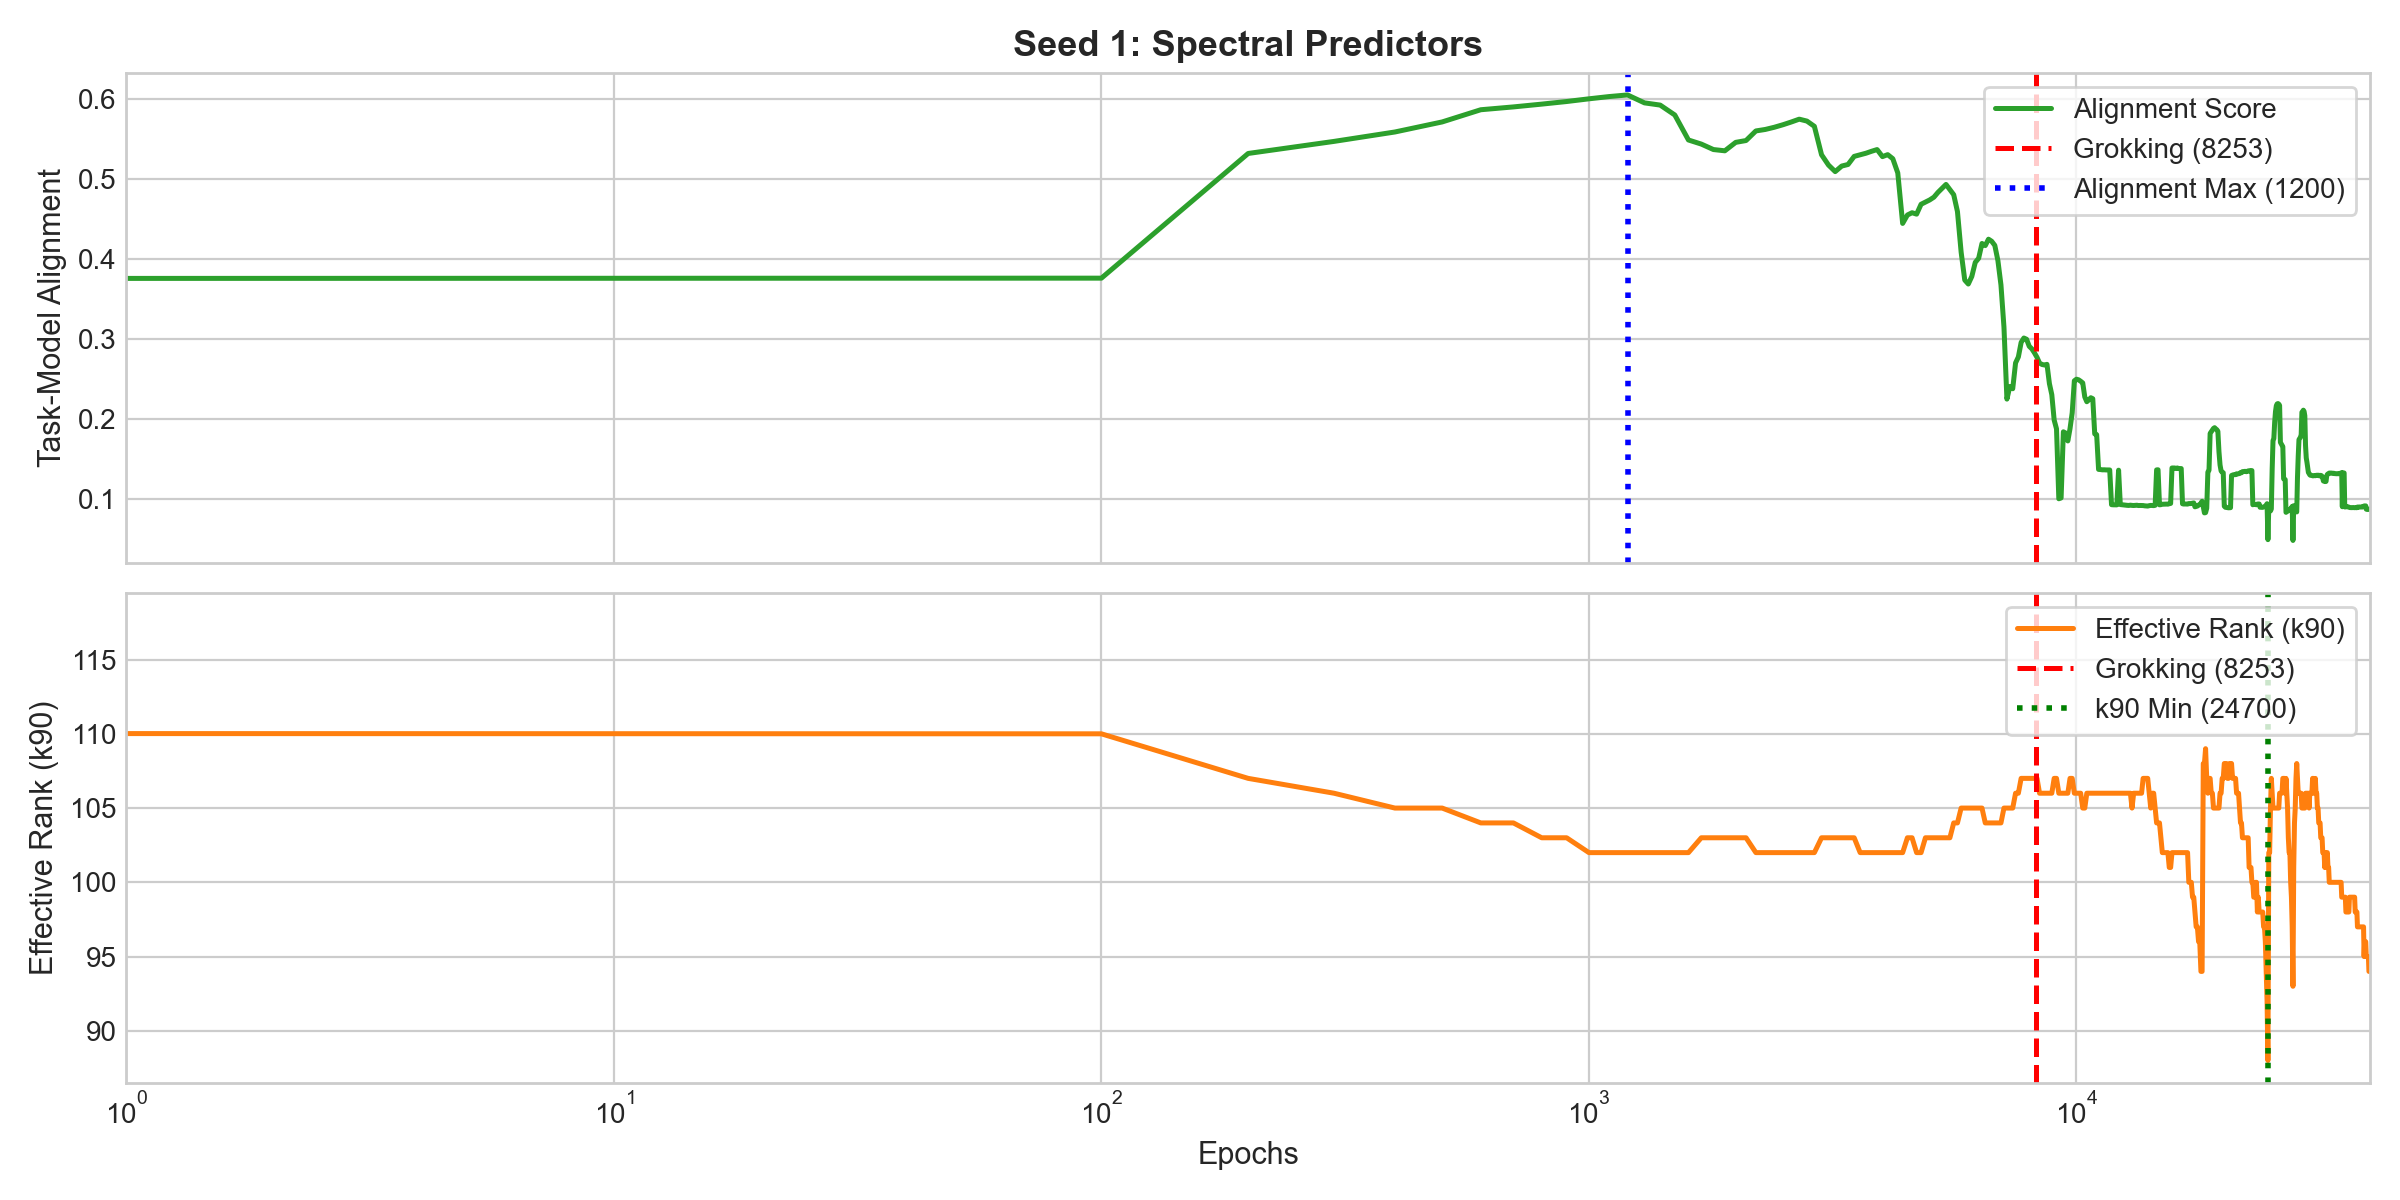 Seed 1: Spectral Predictors
Task-Model Alignment
0.6
0.5
0.4
0.3
0.2
0.1
Alignment Score
Grokking (8253)
Alignment Max (1200)
Effective Rank (k90)
115
110
105
100
95
90
Effective Rank (k90)
Grokking (8253)
k90 Min (24700)
10^0 10^1 10^2 10^3 10^4
Epochs